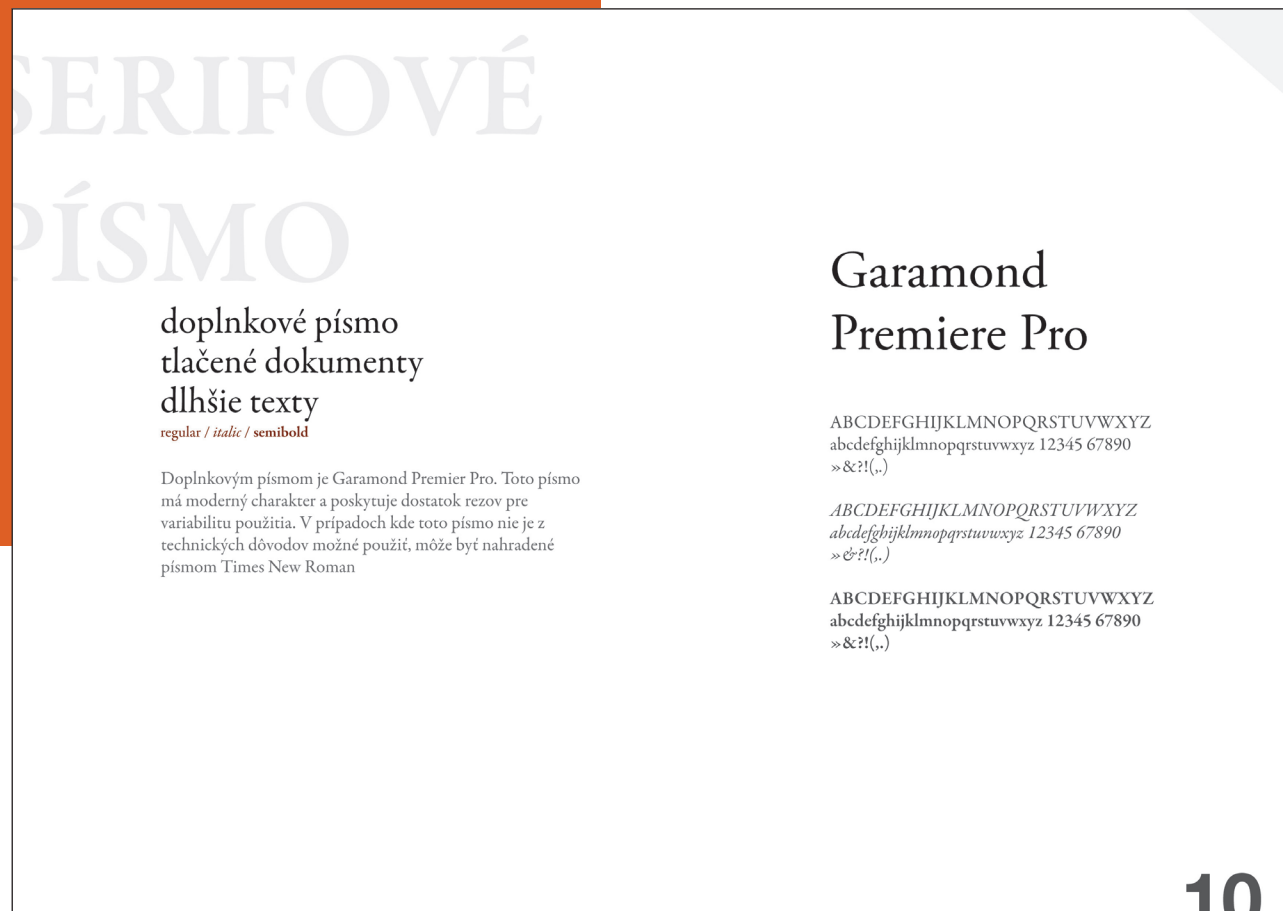 SERIFOVÉ
PÍSMO
doplnkové písmo
tlačené dokumenty
dlhšie texty
regular / italic / semibold
Doplnkovým písmom je Garamond Premier Pro. Toto písmo
má moderný charakter a poskytuje dostatok rezov pre
variabilitu použitia. V prípadoch kde toto písmo nie je z
technických dôvodov možné použiť, môže byť nahradené
písmom Times New Roman
Garamond
Premiere Pro
ABCDEFGHIJKLMNOPQRSTUVWXYZ
abcdefghijklmnopqrstuvwxyz 12345 67890
»&?!(,.)
ABCDEFGHIJKLMNOPQRSTUVWXYZ
abcdefghijklmnopqrstuvwxyz 12345 67890
»&?!(,.)
ABCDEFGHIJKLMNOPQRSTUVWXYZ
abcdefghijklmnopqrstuvwxyz 12345 67890
»&?!(,.)
10